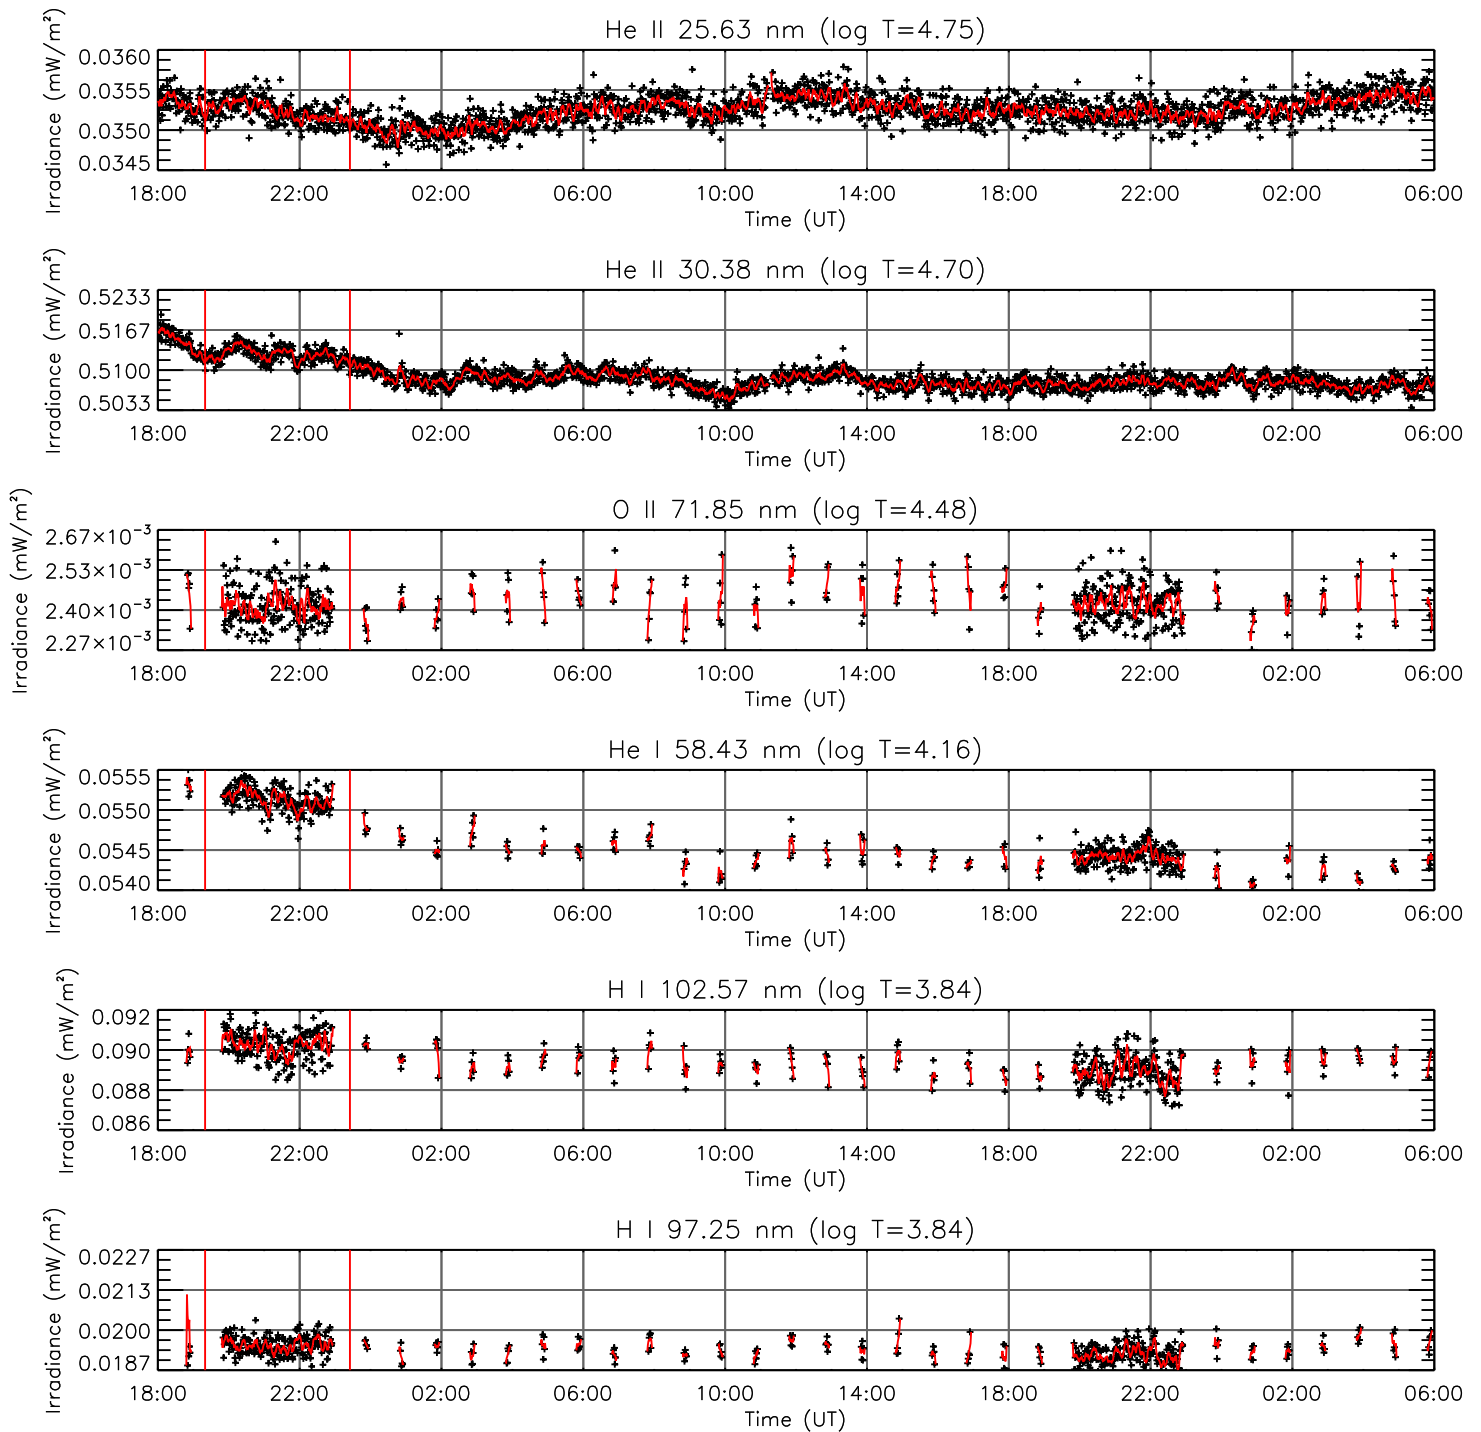 He II 25.63 nm (log T=4.75)
Irradiance (mW/m²)
0.0360
0.0355
0.0350
0.0345
18:00 22:00 02:00 06:00 10:00 14:00 18:00 22:00 02:00 06:00
Time (UT)
He II 30.38 nm (log T=4.70)
Irradiance (mW/m²)
0.5233
0.5167
0.5100
0.5033
18:00 22:00 02:00 06:00 10:00 14:00 18:00 22:00 02:00 06:00
Time (UT)
O II 71.85 nm (log T=4.48)
Irradiance (mW/m²)
2.67×10⁻³
2.53×10⁻³
2.40×10⁻³
2.27×10⁻³
18:00 22:00 02:00 06:00 10:00 14:00 18:00 22:00 02:00 06:00
Time (UT)
He I 58.43 nm (log T=4.16)
Irradiance (mW/m²)
0.0555
0.0550
0.0545
0.0540
18:00 22:00 02:00 06:00 10:00 14:00 18:00 22:00 02:00 06:00
Time (UT)
H I 102.57 nm (log T=3.84)
Irradiance (mW/m²)
0.092
0.090
0.088
0.086
18:00 22:00 02:00 06:00 10:00 14:00 18:00 22:00 02:00 06:00
Time (UT)
H I 97.25 nm (log T=3.84)
Irradiance (mW/m²)
0.0227
0.0213
0.0200
0.0187
18:00 22:00 02:00 06:00 10:00 14:00 18:00 22:00 02:00 06:00
Time (UT)